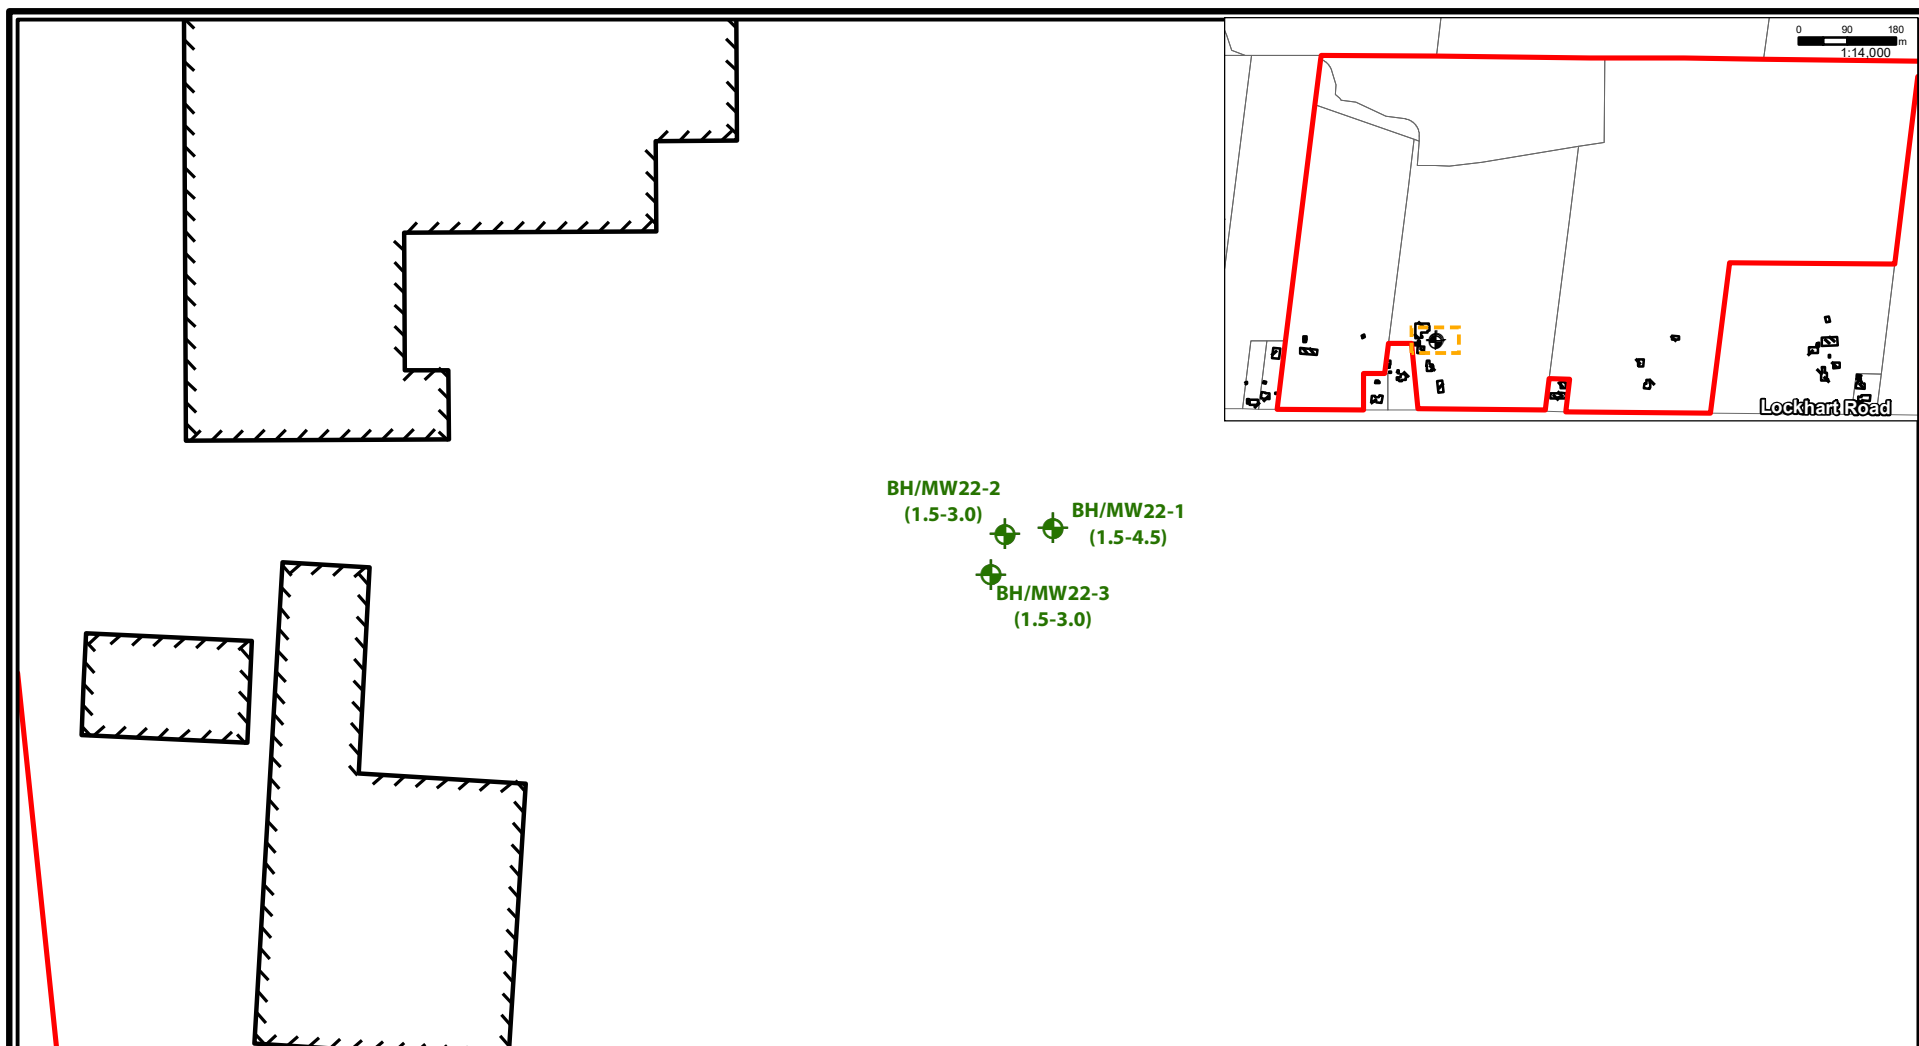 0 90 180
m
1:14,000
Lockhart Road
BH/MW22-2
(1.5-3.0)
BH/MW22-1
(1.5-4.5)
BH/MW22-3
(1.5-3.0)